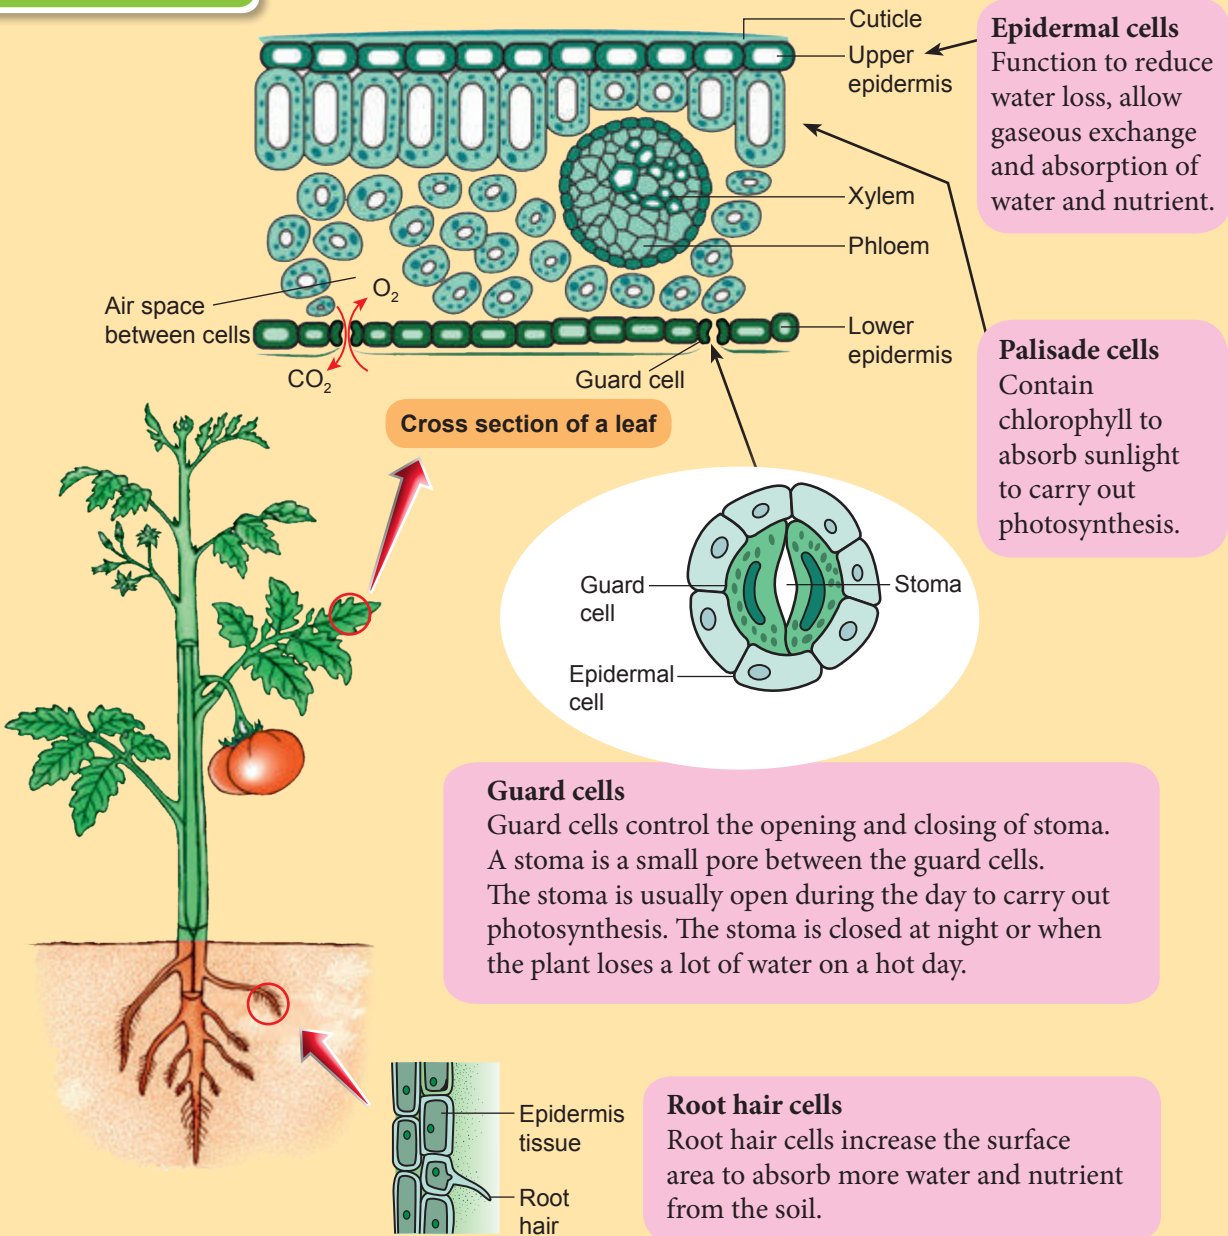 Cuticle
Upper
epidermis
Xylem
Phloem
Lower
epidermis
Air space
between cells
O₂
CO₂
Guard cell
Cross section of a leaf
Epidermal cells
Function to reduce
water loss, allow
gaseous exchange
and absorption of
water and nutrient.
Palisade cells
Contain
chlorophyll to
absorb sunlight
to carry out
photosynthesis.
Guard
cell
Stoma
Epidermal
cell
Guard cells
Guard cells control the opening and closing of stoma.
A stoma is a small pore between the guard cells.
The stoma is usually open during the day to carry out
photosynthesis. The stoma is closed at night or when
the plant loses a lot of water on a hot day.
Epidermis
tissue
Root
hair
Root hair cells
Root hair cells increase the surface
area to absorb more water and nutrient
from the soil.